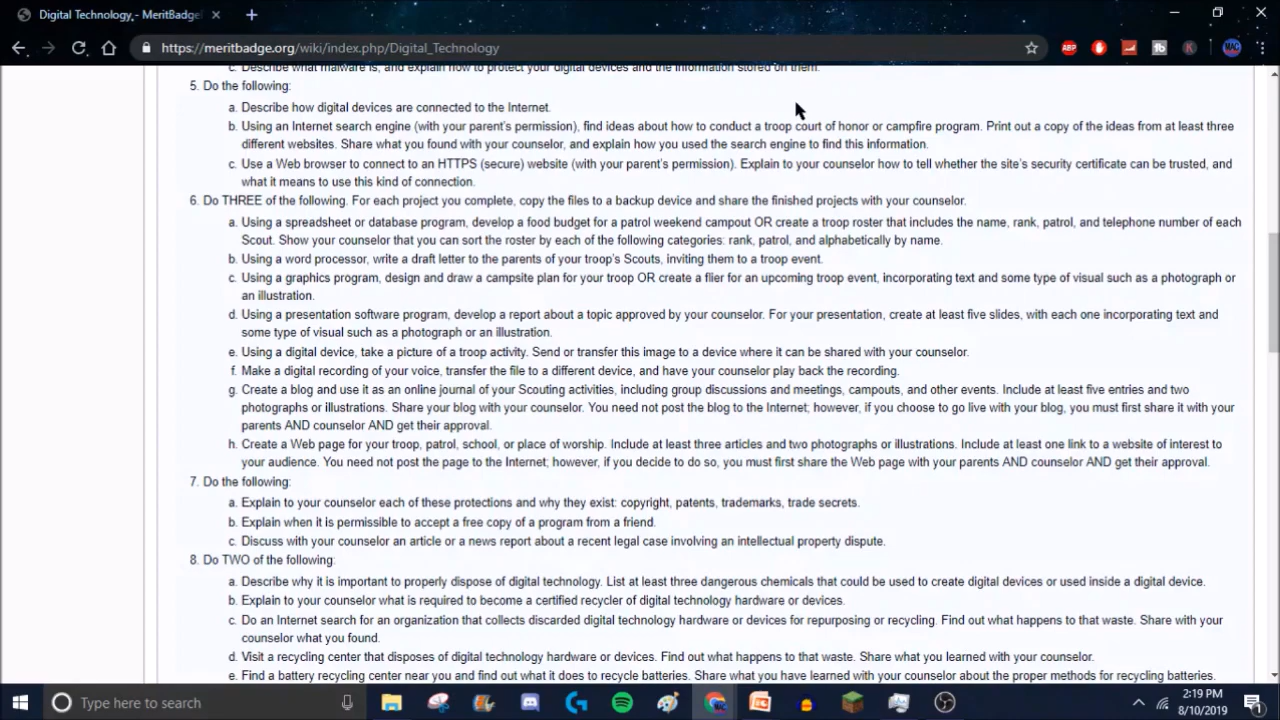 Digital Technology - MeritBadge
https://meritbadge.org/wiki/index.php/Digital_Technology
ABP
MAC
c. Describe what malware is, and explain how to protect your digital devices and the information stored on them.
5. Do the following:
a. Describe how digital devices are connected to the Internet.
b. Using an Internet search engine (with your parent's permission), find ideas about how to conduct a troop court of honor or campfire program. Print out a copy of the ideas from at least three
different websites. Share what you found with your counselor, and explain how you used the search engine to find this information.
c. Use a Web browser to connect to an HTTPS (secure) website (with your parent's permission). Explain to your counselor how to tell whether the site's security certificate can be trusted, and
what it means to use this kind of connection.
6. Do THREE of the following. For each project you complete, copy the files to a backup device and share the finished projects with your counselor.
a. Using a spreadsheet or database program, develop a food budget for a patrol weekend campout OR create a troop roster that includes the name, rank, patrol, and telephone number of each
Scout. Show your counselor that you can sort the roster by each of the following categories: rank, patrol, and alphabetically by name.
b. Using a word processor, write a draft letter to the parents of your troop's Scouts, inviting them to a troop event.
c. Using a graphics program, design and draw a campsite plan for your troop OR create a flier for an upcoming troop event, incorporating text and some type of visual such as a photograph or
an illustration.
d. Using a presentation software program, develop a report about a topic approved by your counselor. For your presentation, create at least five slides, with each one incorporating text and
some type of visual such as a photograph or an illustration.
e. Using a digital device, take a picture of a troop activity. Send or transfer this image to a device where it can be shared with your counselor.
f. Make a digital recording of your voice, transfer the file to a different device, and have your counselor play back the recording.
g. Create a blog and use it as an online journal of your Scouting activities, including group discussions and meetings, campouts, and other events. Include at least five entries and two
photographs or illustrations. Share your blog with your counselor. You need not post the blog to the Internet; however, if you choose to go live with your blog, you must first share it with your
parents AND counselor AND get their approval.
h. Create a Web page for your troop, patrol, school, or place of worship. Include at least three articles and two photographs or illustrations. Include at least one link to a website of interest to
your audience. You need not post the page to the Internet; however, if you decide to do so, you must first share the Web page with your parents AND counselor AND get their approval.
7. Do the following:
a. Explain to your counselor each of these protections and why they exist: copyright, patents, trademarks, trade secrets.
b. Explain when it is permissible to accept a free copy of a program from a friend.
c. Discuss with your counselor an article or a news report about a recent legal case involving an intellectual property dispute.
8. Do TWO of the following:
a. Describe why it is important to properly dispose of digital technology. List at least three dangerous chemicals that could be used to create digital devices or used inside a digital device.
b. Explain to your counselor what is required to become a certified recycler of digital technology hardware or devices.
c. Do an Internet search for an organization that collects discarded digital technology hardware or devices for repurposing or recycling. Find out what happens to that waste. Share with your
counselor what you found.
d. Visit a recycling center that disposes of digital technology hardware or devices. Find out what happens to that waste. Share what you learned with your counselor.
e. Find a battery recycling center near you and find out what it does to recycle batteries. Share what you have learned with your counselor about the proper methods for recycling batteries.
Type here to search
2:19 PM
8/10/2019
1